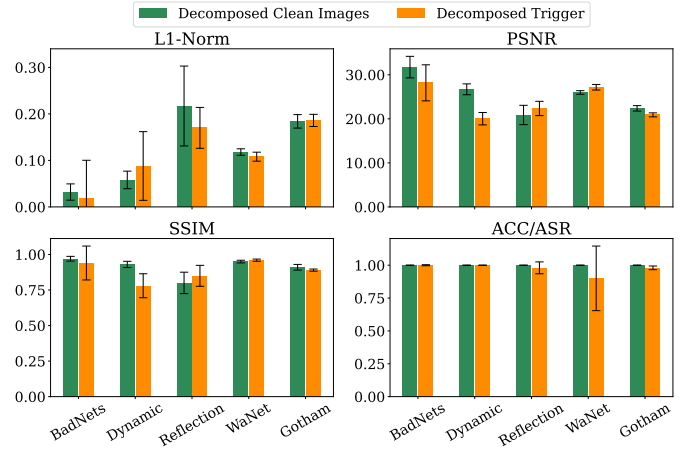 Decomposed Clean Images Decomposed Trigger
L1-Norm
0.30
0.20
0.10
0.00
PSNR
30.00
20.00
10.00
0.00
SSIM
1.00
0.75
0.50
0.25
0.00
BadNets Dynamic Reflection WaNet Gotham
ACC/ASR
1.00
0.75
0.50
0.25
0.00
BadNets Dynamic Reflection WaNet Gotham